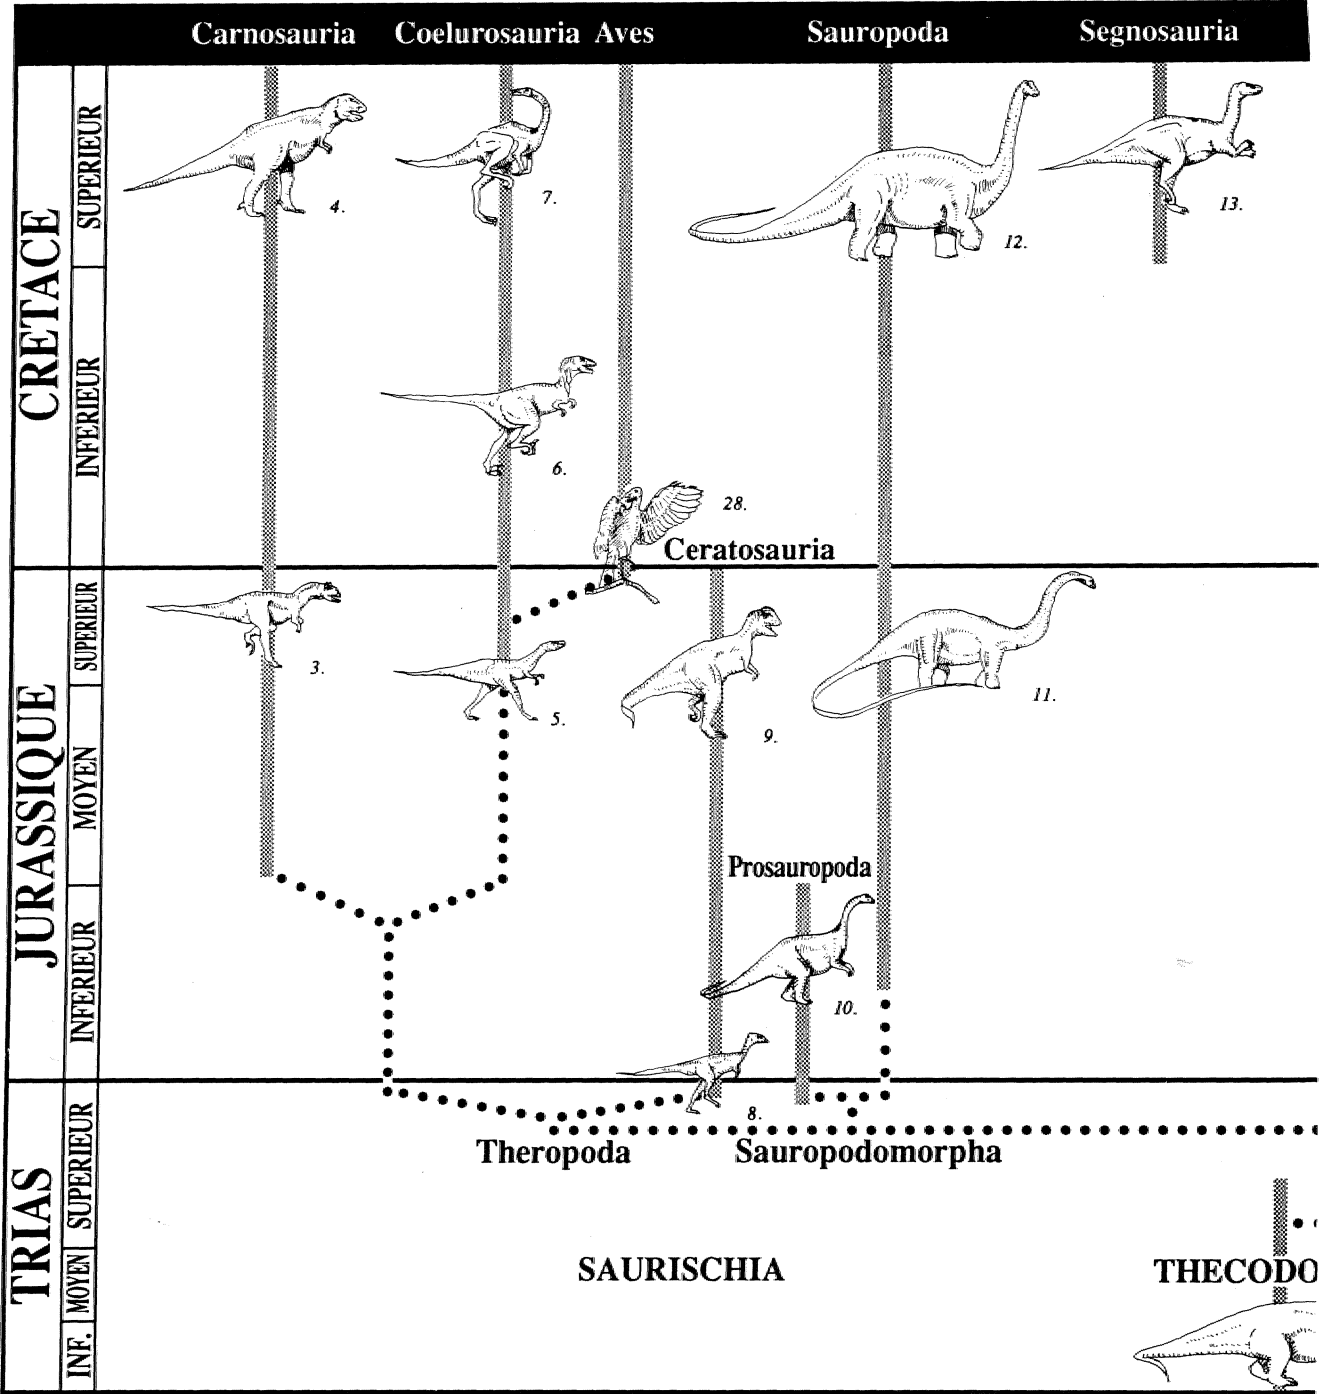 Carnosauria Coelurosauria Aves Sauropoda Segnosauria
CRETACE
SUPERIEUR
4.
7.
12.
13.
INFERIEUR
6.
28.
Ceratosauria
JURASSIQUE
SUPERIEUR
3.
5.
9.
11.
MOYEN
Prosauropoda
INFERIEUR
10.
8.
TRIAS
SUPERIEUR
Theropoda Sauropodomorpha
MOYEN
SAURISCHIA THECODO
INF.